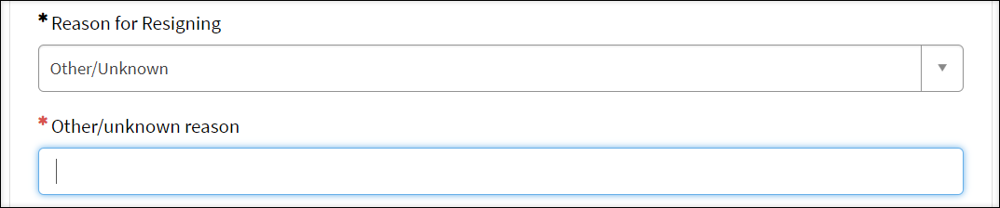 * Reason for Resigning
Other/Unknown
* Other/unknown reason